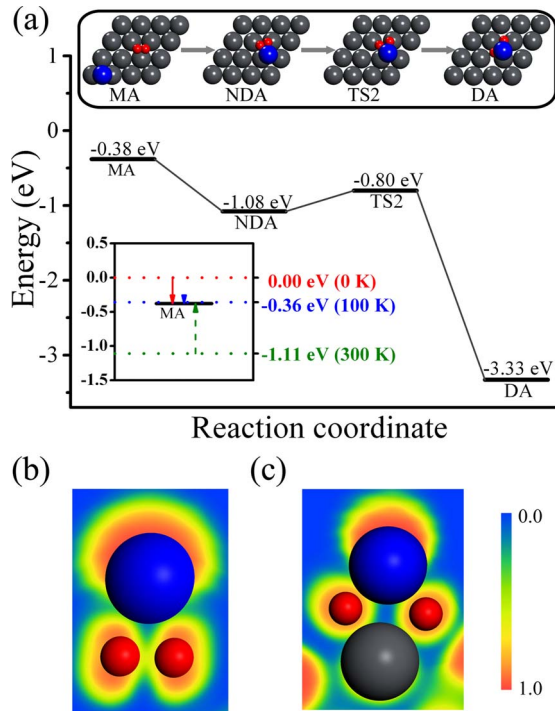 (a)
MA
NDA
TS2
DA
1
0
-1
-2
-3
Energy (eV)
-0.38 eV
MA
-1.08 eV
NDA
-0.80 eV
TS2
-3.33 eV
DA
0.5
0.0
-0.5
-1.0
-1.5
MA
0.00 eV (0 K)
-0.36 eV (100 K)
-1.11 eV (300 K)
Reaction coordinate
(b)
(c)
0.0
1.0